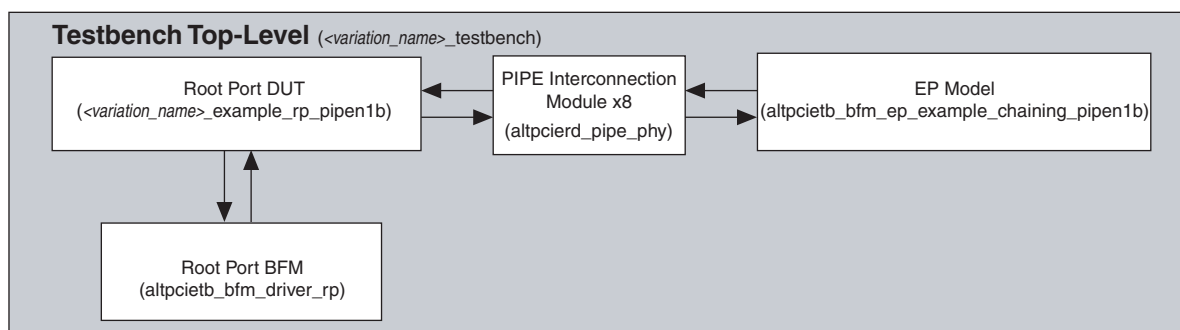 Testbench Top-Level (<variation_name>_testbench)
Root Port DUT
(<variation_name>_example_rp_pipen1b)
PIPE Interconnection
Module x8
(altpcierd_pipe_phy)
EP Model
(altpcietb_bfm_ep_example_chaining_pipen1b)
Root Port BFM
(altpcietb_bfm_driver_rp)